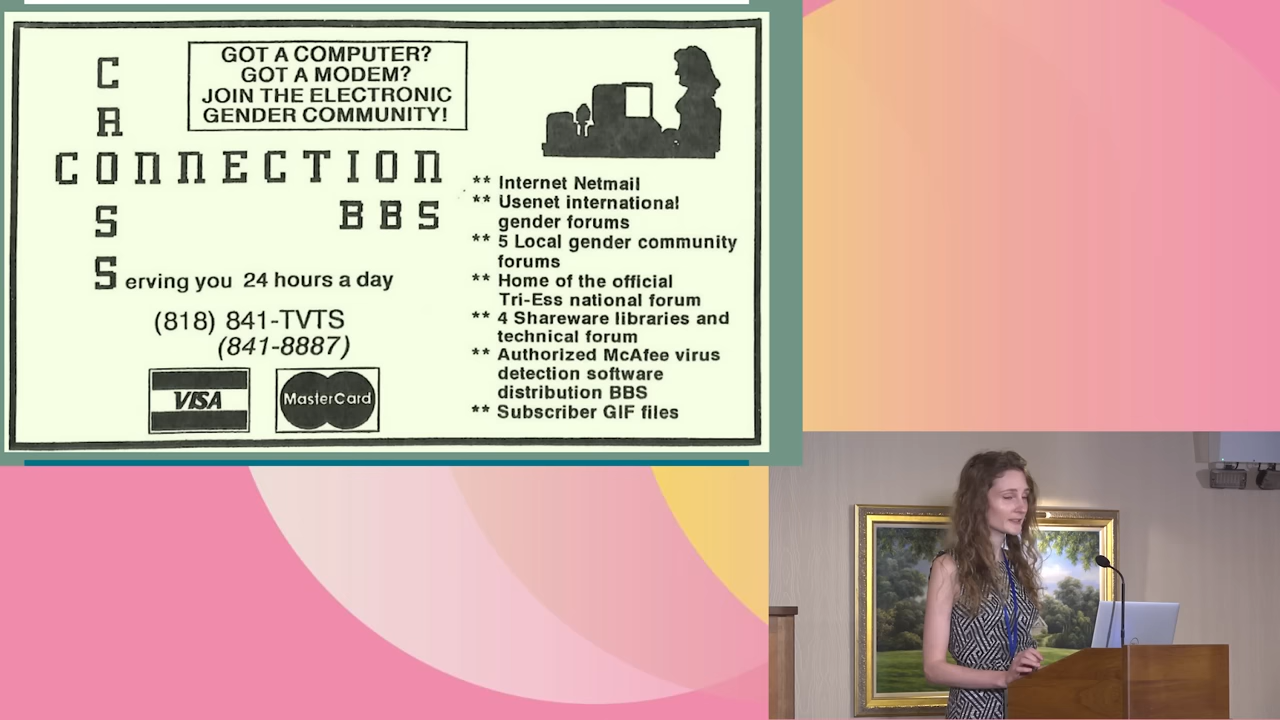 GOT A COMPUTER?
GOT A MODEM?
JOIN THE ELECTRONIC
GENDER COMMUNITY!
CROSS
CONNECTION
BBS
Serving you 24 hours a day
(818) 841-TVTS
(841-8887)
VISA
MasterCard
** Internet Netmail
** Usenet international
gender forums
** 5 Local gender community
forums
** Home of the official
Tri-Ess national forum
** 4 Shareware libraries and
technical forum
** Authorized McAfee virus
detection software
distribution BBS
** Subscriber GIF files